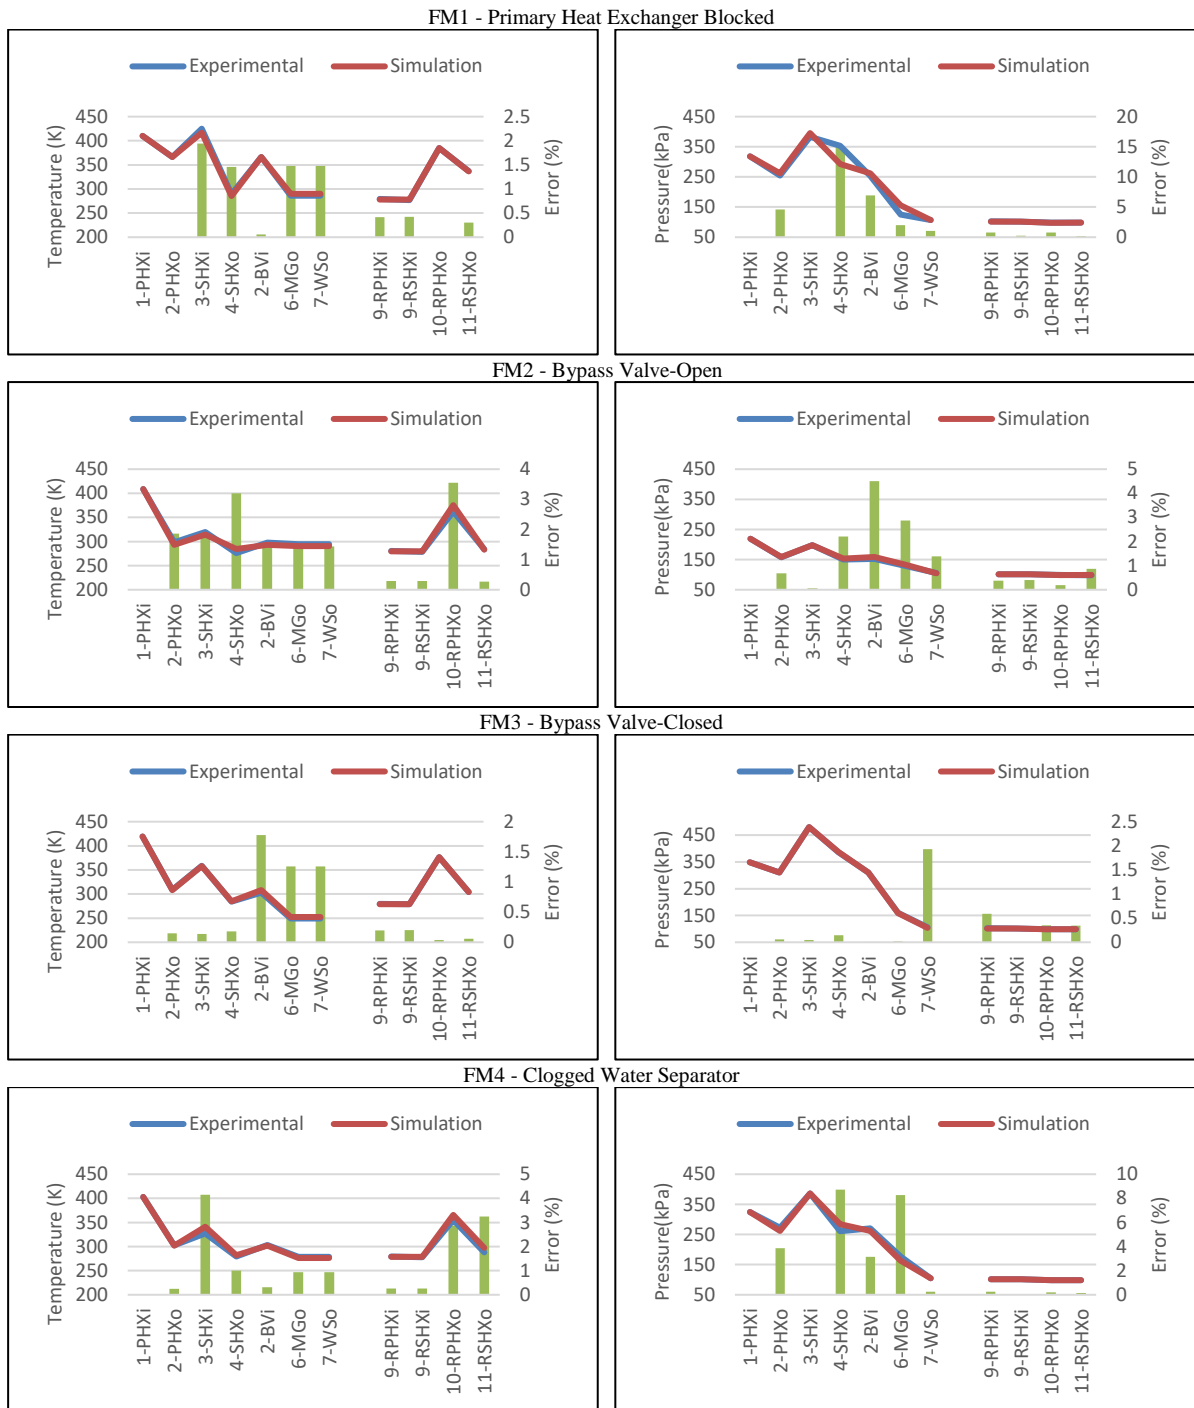 FM1 - Primary Heat Exchanger Blocked
Experimental Simulation
Temperature (K)
450
400
350
300
250
200
2.5
2
1.5
1
0.5
0
Error (%)
1-PHXi
2-PHXo
3-SHXi
4-SHXo
2-BVi
6-MGo
7-WSo
9-RPHXi
9-RSHXi
10-RPHXo
11-RSHXo
Experimental Simulation
Pressure(kPa)
450
350
250
150
50
20
15
10
5
0
Error (%)
1-PHXi
2-PHXo
3-SHXi
4-SHXo
2-BVi
6-MGo
7-WSo
9-RPHXi
9-RSHXi
10-RPHXo
11-RSHXo
FM2 - Bypass Valve-Open
Experimental Simulation
Temperature (K)
450
400
350
300
250
200
4
3
2
1
0
Error (%)
1-PHXi
2-PHXo
3-SHXi
4-SHXo
2-BVi
6-MGo
7-WSo
9-RPHXi
9-RSHXi
10-RPHXo
11-RSHXo
Experimental Simulation
Pressure(kPa)
450
350
250
150
50
5
4
3
2
1
0
Error (%)
1-PHXi
2-PHXo
3-SHXi
4-SHXo
2-BVi
6-MGo
7-WSo
9-RPHXi
9-RSHXi
10-RPHXo
11-RSHXo
FM3 - Bypass Valve-Closed
Experimental Simulation
Temperature (K)
450
400
350
300
250
200
2
1.5
1
0.5
0
Error (%)
1-PHXi
2-PHXo
3-SHXi
4-SHXo
2-BVi
6-MGo
7-WSo
9-RPHXi
9-RSHXi
10-RPHXo
11-RSHXo
Experimental Simulation
Pressure(kPa)
450
350
250
150
50
2.5
2
1.5
1
0.5
0
Error (%)
1-PHXi
2-PHXo
3-SHXi
4-SHXo
2-BVi
6-MGo
7-WSo
9-RPHXi
9-RSHXi
10-RPHXo
11-RSHXo
FM4 - Clogged Water Separator
Experimental Simulation
Temperature (K)
450
400
350
300
250
200
5
4
3
2
1
0
Error (%)
1-PHXi
2-PHXo
3-SHXi
4-SHXo
2-BVi
6-MGo
7-WSo
9-RPHXi
9-RSHXi
10-RPHXo
11-RSHXo
Experimental Simulation
Pressure(kPa)
450
350
250
150
50
10
8
6
4
2
0
Error (%)
1-PHXi
2-PHXo
3-SHXi
4-SHXo
2-BVi
6-MGo
7-WSo
9-RPHXi
9-RSHXi
10-RPHXo
11-RSHXo